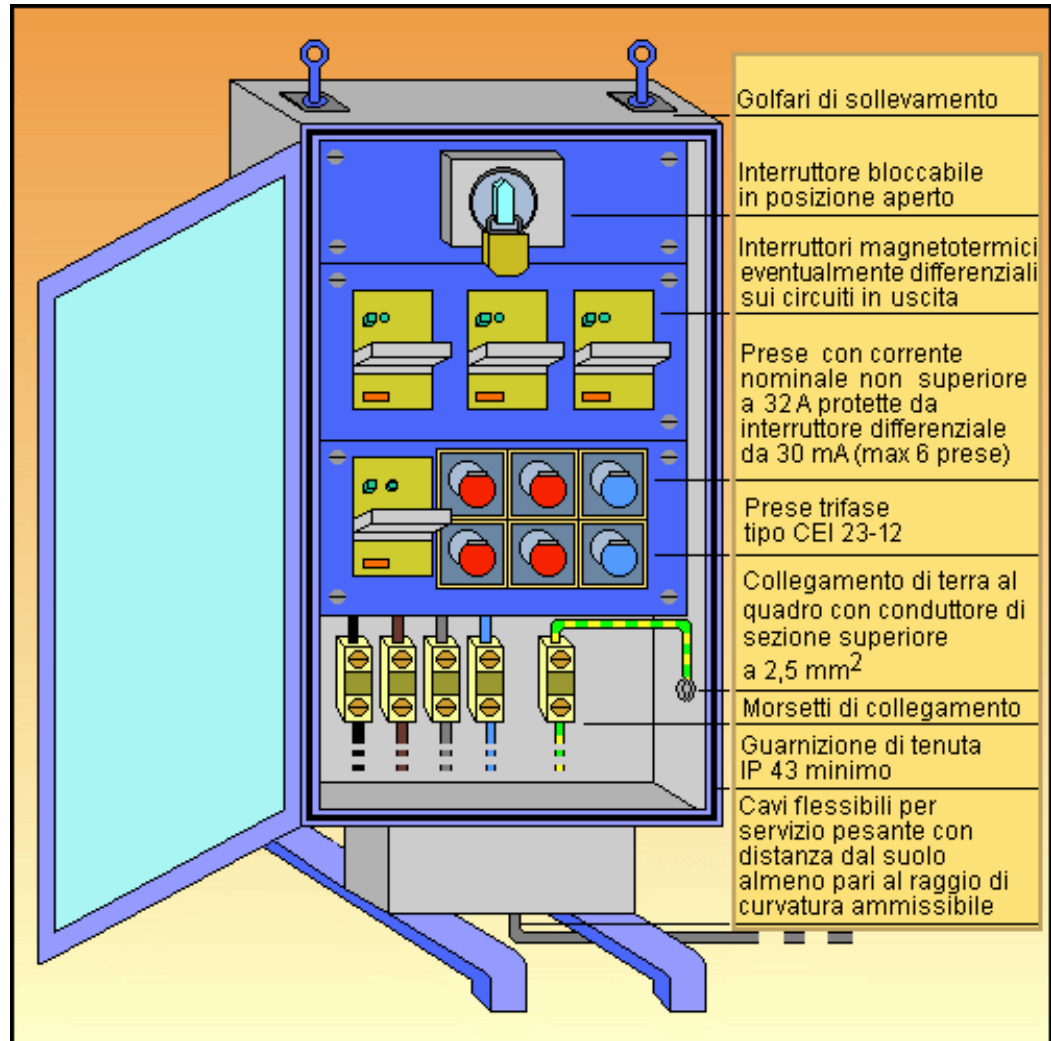 Golfari di sollevamento
Interruttore bloccabile
in posizione aperto
Interruttori magnetotermici
eventualmente differenziali
sui circuiti in uscita
Prese con corrente
nominale non superiore
a 32 A protette da
interruttore differenziale
da 30 mA (max 6 prese)
Prese trifase
tipo CEI 23-12
Collegamento di terra al
quadro con conduttore di
sezione superiore
a 2,5 mm²
Morsetti di collegamento
Guarnizione di tenuta
IP 43 minimo
Cavi flessibili per
servizio pesante con
distanza dal suolo
almeno pari al raggio di
curvatura ammissibile